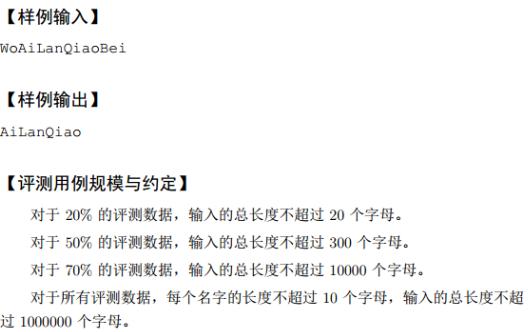 【样例输入】
WoAiLanQiaoBei
【样例输出】
AiLanQiao
【评测用例规模与约定】
对于 20% 的评测数据，输入的总长度不超过 20 个字母。
对于 50% 的评测数据，输入的总长度不超过 300 个字母。
对于 70% 的评测数据，输入的总长度不超过 10000 个字母。
对于所有评测数据，每个名字的长度不超过 10 个字母，输入的总长度不超
过 1000000 个字母。